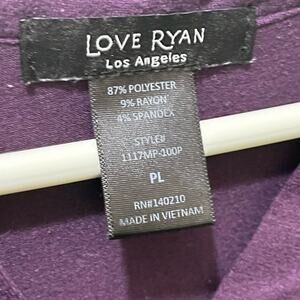 LOVE RYAN
Los Angeles
87% POLYESTER
9% RAYON
4% SPANDEX
STYLE#
1117MP-100P
PL
RN#140210
MADE IN VIETNAM